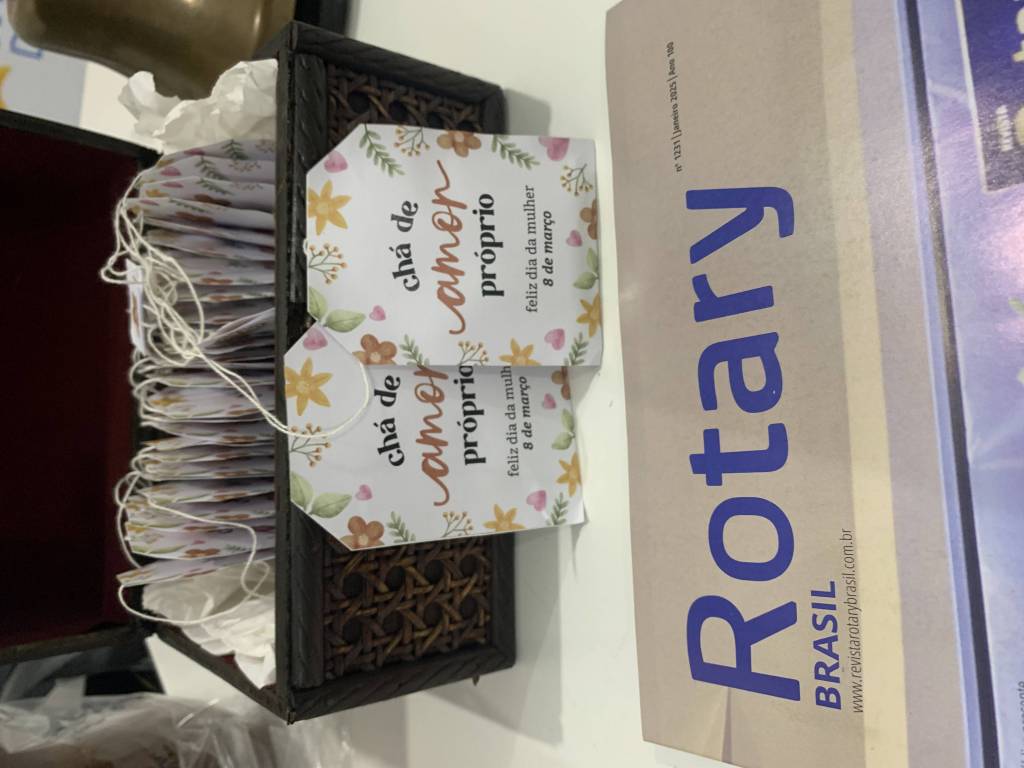 chá de
amor
próprio
feliz dia da mulher
8 de março
chá de
amor
próprio
feliz dia da mulh
8 de março
nº 1231 | Janeiro 2025 | Ano 100
Rotary
BRASIL
www.revistarotarybrasil.com.br